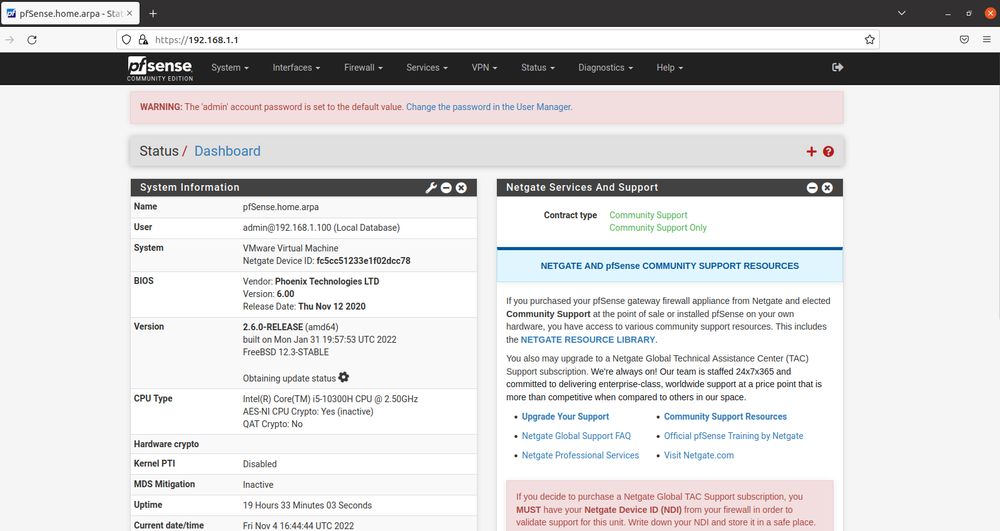 pfSense.home.arpa - Stat
https://192.168.1.1
pfsense
COMMUNITY EDITION
System
Interfaces
Firewall
Services
VPN
Status
Diagnostics
Help
WARNING: The 'admin' account password is set to the default value. Change the password in the User Manager.
Status / Dashboard
System Information
Name pfSense.home.arpa
User admin@192.168.1.100 (Local Database)
System VMware Virtual Machine
Netgate Device ID: fc5cc51233e1f02dcc78
BIOS Vendor: Phoenix Technologies LTD
Version: 6.00
Release Date: Thu Nov 12 2020
Version 2.6.0-RELEASE (amd64)
built on Mon Jan 31 19:57:53 UTC 2022
FreeBSD 12.3-STABLE
Obtaining update status
CPU Type Intel(R) Core(TM) i5-10300H CPU @ 2.50GHz
AES-NI CPU Crypto: Yes (inactive)
QAT Crypto: No
Hardware crypto
Kernel PTI Disabled
MDS Mitigation Inactive
Uptime 19 Hours 33 Minutes 03 Seconds
Current date/time Fri Nov 4 16:44:44 UTC 2022
Netgate Services And Support
Contract type Community Support
Community Support Only
NETGATE AND pfSense COMMUNITY SUPPORT RESOURCES
If you purchased your pfSense gateway firewall appliance from Netgate and elected
Community Support at the point of sale or installed pfSense on your own
hardware, you have access to various community support resources. This includes
the NETGATE RESOURCE LIBRARY.
You also may upgrade to a Netgate Global Technical Assistance Center (TAC)
Support subscription. We're always on! Our team is staffed 24x7x365 and
committed to delivering enterprise-class, worldwide support at a price point that is
more than competitive when compared to others in our space.
• Upgrade Your Support
• Community Support Resources
• Netgate Global Support FAQ
• Official pfSense Training by Netgate
• Netgate Professional Services
• Visit Netgate.com
If you decide to purchase a Netgate Global TAC Support subscription, you
MUST have your Netgate Device ID (NDI) from your firewall in order to
validate support for this unit. Write down your NDI and store it in a safe place.